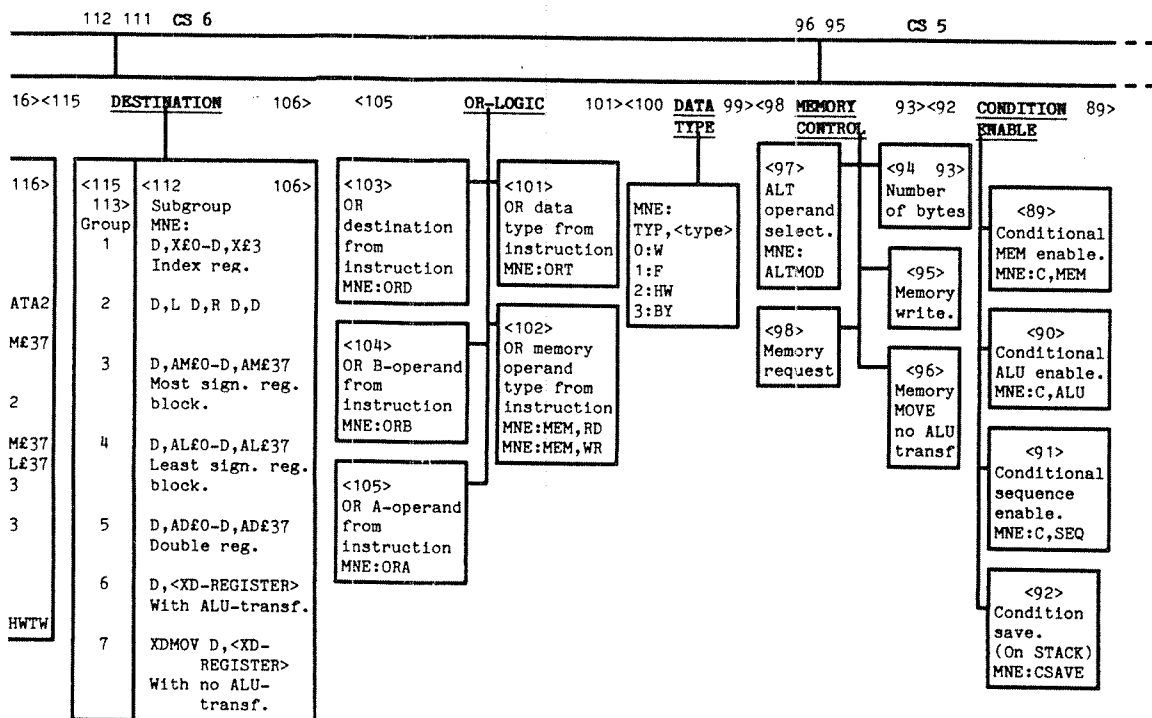 112 111 CS 6
96 95 CS 5
16><115 DESTINATION 106> <105 OR-LOGIC 101><100 DATA TYPE 99><98 MEMORY CONTROL 93><92 CONDITION ENABLE 89>
116>
ATA2
M£37
2
M£37
L£37
3
3
HWTW
<115
113>
Group
<112 106>
Subgroup
MNE:
1 D,X£0-D,X£3
Index reg.
2 D,L D,R D,D
3 D,AM£0-D,AM£37
Most sign. reg.
block.
4 D,AL£0-D,AL£37
Least sign. reg.
block.
5 D,AD£0-D,AD£37
Double reg.
6 D,<XD-REGISTER>
With ALU-transf.
7 XDMOV D,<XD-
REGISTER>
With no ALU-
transf.
<103>
OR
destination
from
instruction
MNE:ORD
<101>
OR data
type from
instruction
MNE:ORT
<104>
OR B-operand
from
instruction
MNE:ORB
<102>
OR memory
operand
type from
instruction
MNE:MEM,RD
MNE:MEM,WR
<105>
OR A-operand
from
instruction
MNE:ORA
MNE:
TYP,<type>
0:W
1:F
2:HW
3:BY
<97>
ALT
operand
select.
MNE:
ALTMOD
<94 93>
Number
of bytes
<95>
Memory
write.
<98>
Memory
request
<96>
Memory
MOVE
no ALU
transf
<89>
Conditional
MEM enable.
MNE:C,MEM
<90>
Conditional
ALU enable.
MNE:C,ALU
<91>
Conditional
sequence
enable.
MNE:C,SEQ
<92>
Condition
save.
(On STACK)
MNE:CSAVE